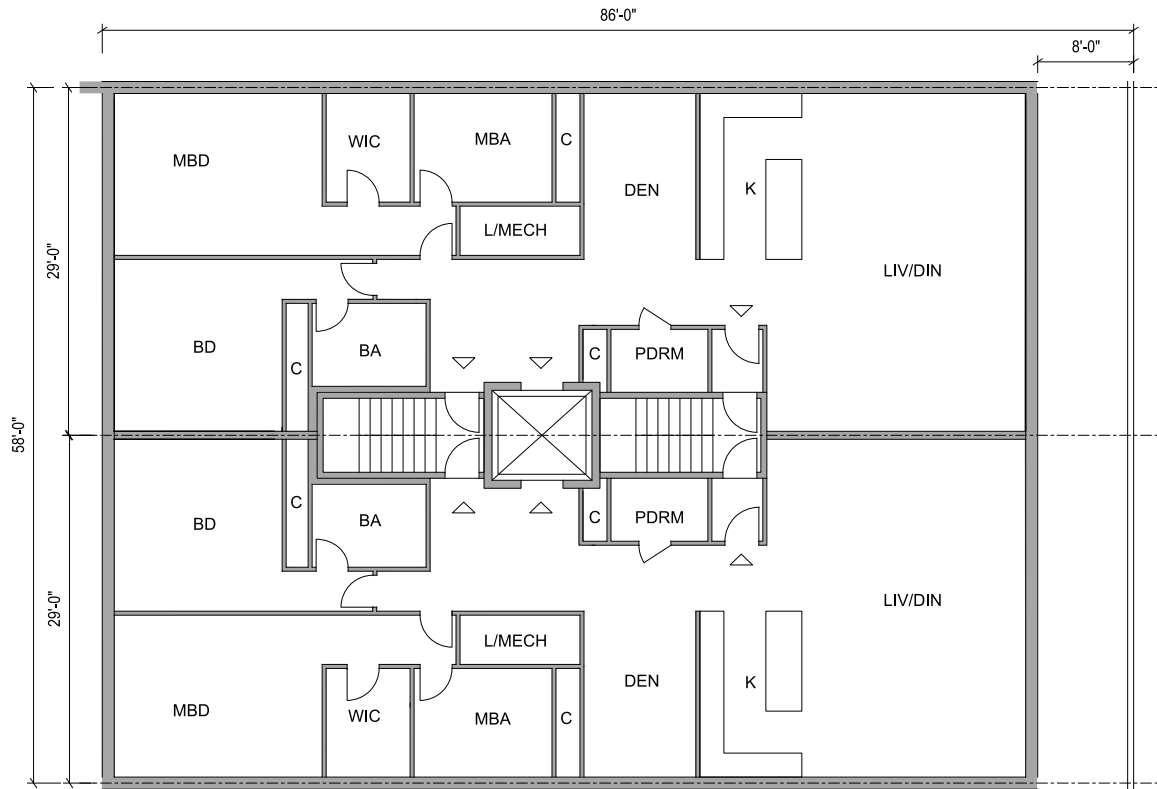 86'-0"
8'-0"
WIC
MBA
C
MBD
DEN
K
L/MECH
29'-0"
LIV/DIN
BD
C
BA
C
PDRM
58'-0"
C
BA
C
PDRM
BD
29'-0"
LIV/DIN
L/MECH
DEN
K
MBD
WIC
MBA
C